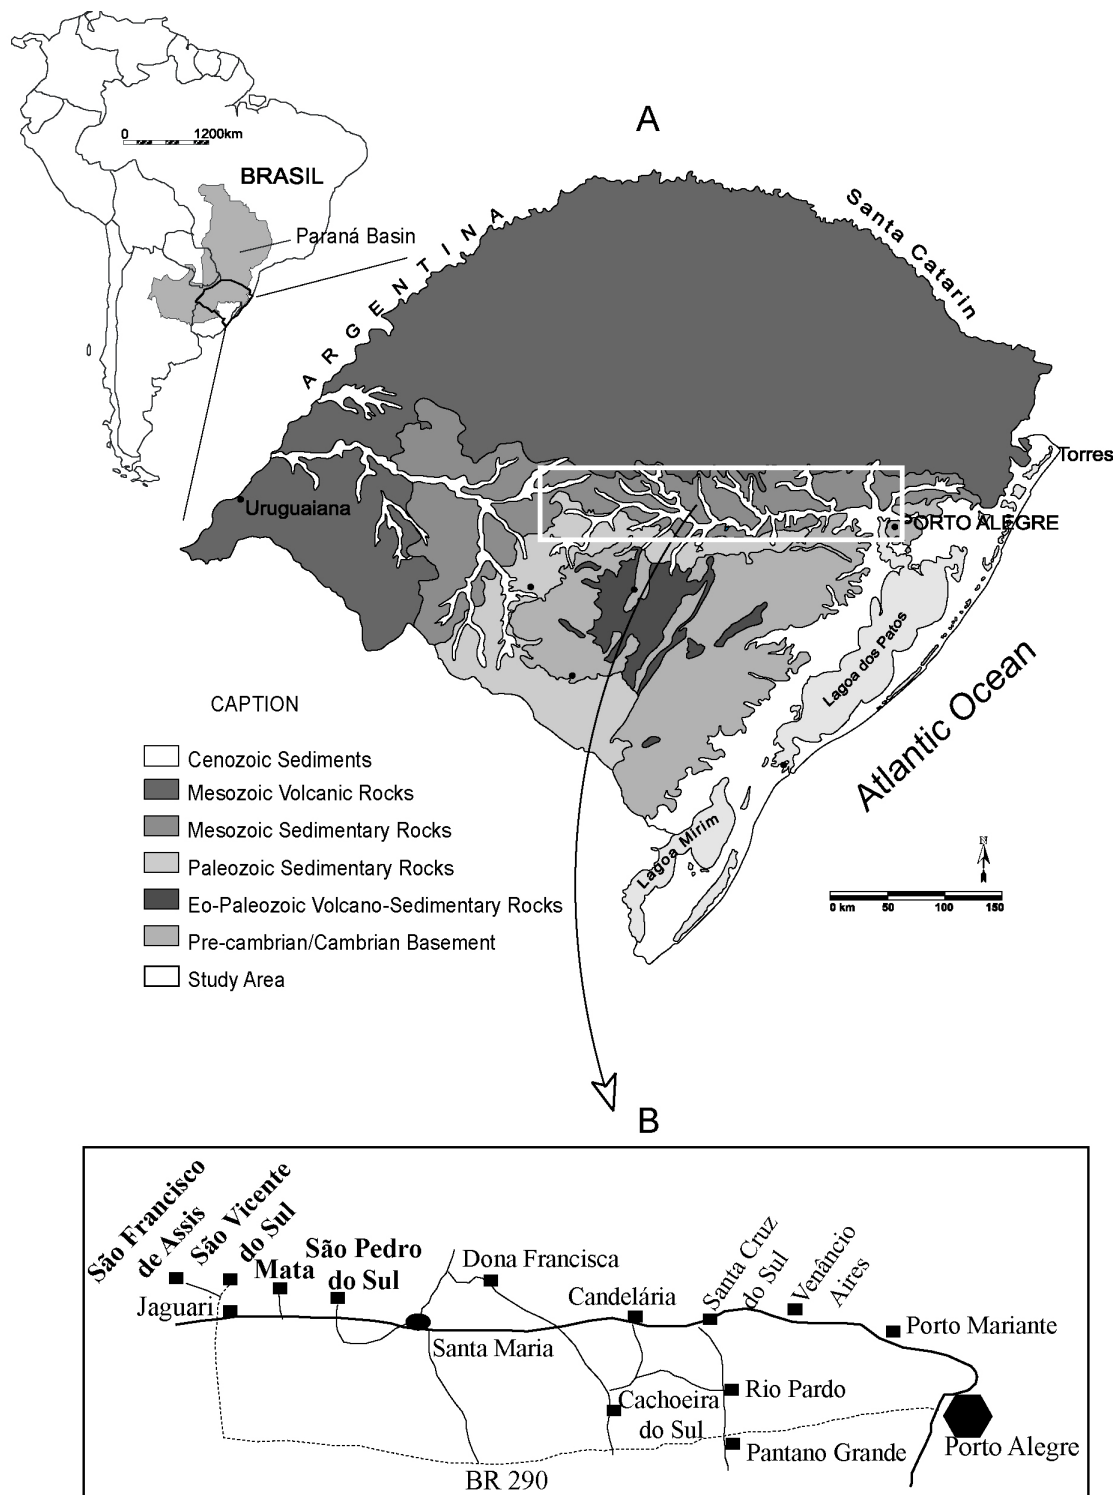 0 1200km
BRASIL
Paraná Basin
A
ARGENTINA
Santa Catarin
Torres
Uruguaiana
PORTO ALEGRE
Lagoa dos Patos
Atlantic Ocean
Lagoa Mirim
N
0 km 50 100 150
CAPTION
Cenozoic Sediments
Mesozoic Volcanic Rocks
Mesozoic Sedimentary Rocks
Paleozoic Sedimentary Rocks
Eo-Paleozoic Volcano-Sedimentary Rocks
Pre-cambrian/Cambrian Basement
Study Area
B
São Francisco
de Assis
São Vicente
do Sul
Mata
São Pedro
do Sul
Jaguari
Dona Francisca
Santa Maria
Candelária
Santa Cruz
do Sul
Venâncio
Aires
Porto Mariante
Cachoeira
do Sul
Rio Pardo
Pantano Grande
Porto Alegre
BR 290